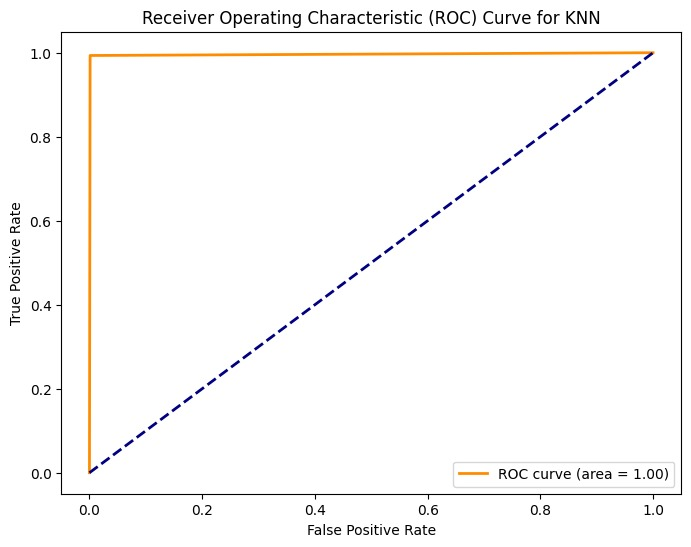 Receiver Operating Characteristic (ROC) Curve for KNN
1.0
0.8
0.6
0.4
0.2
0.0
True Positive Rate
ROC curve (area = 1.00)
0.0 0.2 0.4 0.6 0.8 1.0
False Positive Rate